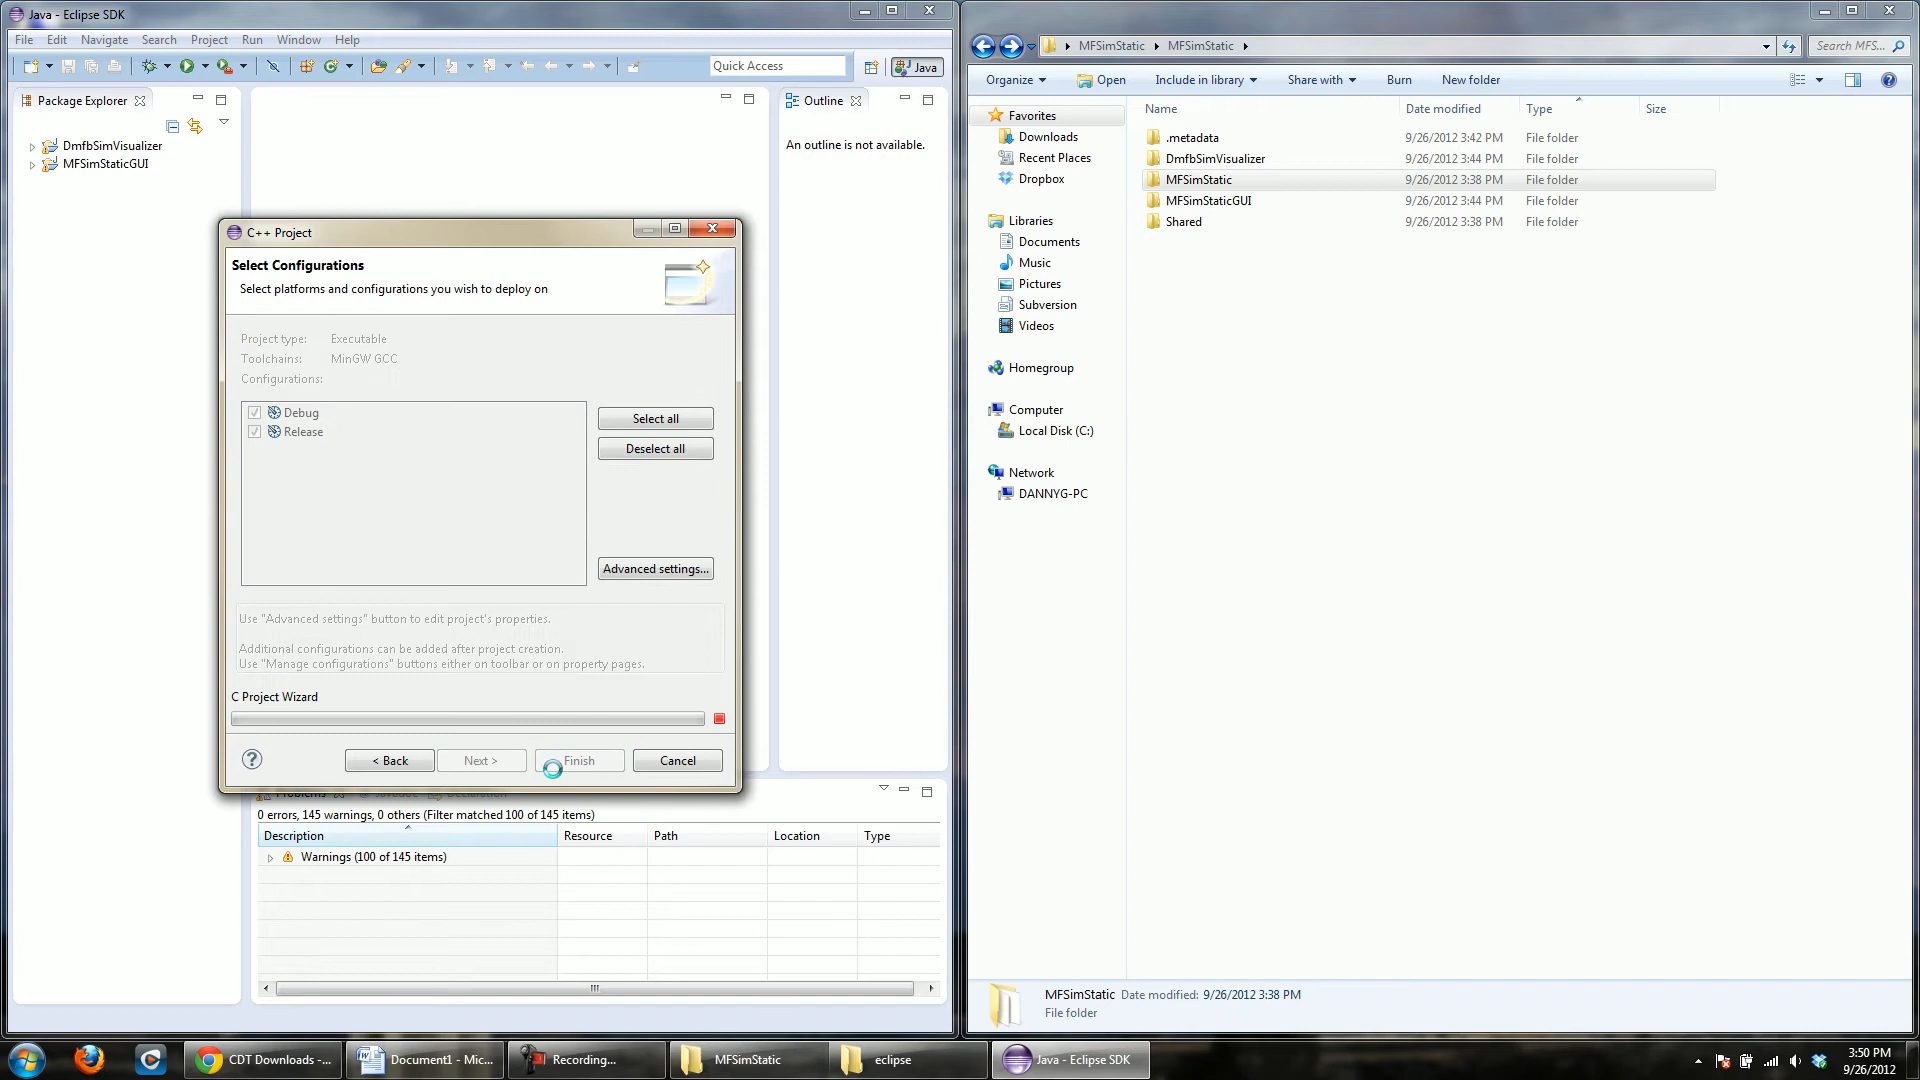 Java - Eclipse SDK
File Edit Navigate Search Project Run Window Help
Quick Access
Java
Package Explorer
DmfbSimVisualizer
MFSimStaticGUI
Outline
An outline is not available.
C++ Project
Select Configurations
Select platforms and configurations you wish to deploy on
Project type: Executable
Toolchains: MinGW GCC
Configurations:
Debug
Release
Select all
Deselect all
Advanced settings...
Use "Advanced settings" button to edit project's properties.
Additional configurations can be added after project creation.
Use "Manage configurations" buttons either on toolbar or on property pages.
C Project Wizard
< Back
Next >
Finish
Cancel
0 errors, 145 warnings, 0 others (Filter matched 100 of 145 items)
Description Resource Path Location Type
Warnings (100 of 145 items)
MFSimStatic MFSimStatic
Search MFS...
Organize Open Include in library Share with Burn New folder
Favorites
Downloads
Recent Places
Dropbox
Libraries
Documents
Music
Pictures
Subversion
Videos
Homegroup
Computer
Local Disk (C:)
Network
DANNYG-PC
Name Date modified Type Size
.metadata 9/26/2012 3:42 PM File folder
DmfbSimVisualizer 9/26/2012 3:44 PM File folder
MFSimStatic 9/26/2012 3:38 PM File folder
MFSimStaticGUI 9/26/2012 3:44 PM File folder
Shared 9/26/2012 3:38 PM File folder
MFSimStatic Date modified: 9/26/2012 3:38 PM
File folder
CDT Downloads -...
Document1 - Mic...
Recording...
MFSimStatic
eclipse
Java - Eclipse SDK
3:50 PM
9/26/2012